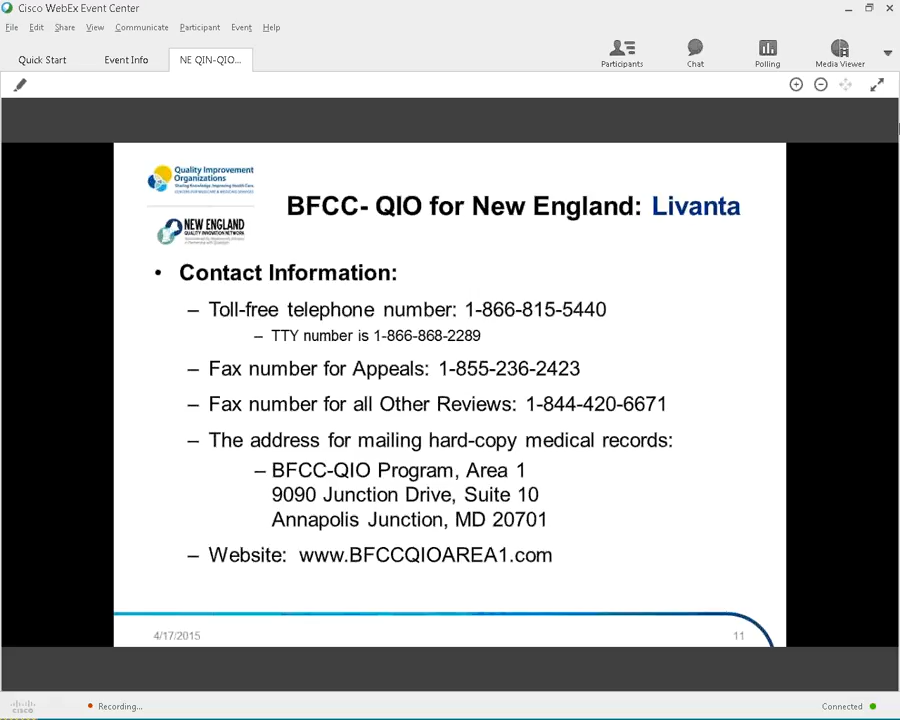 Cisco WebEx Event Center
File Edit Share View Communicate Participant Event Help
Quick Start Event Info NE QIN-QIO...
Participants Chat Polling Media Viewer
Quality Improvement
Organizations
Sharing Knowledge. Improving Health Care.
CENTERS FOR MEDICARE & MEDICAID SERVICES
NEW ENGLAND
QUALITY INNOVATION NETWORK
BFCC- QIO for New England: Livanta
• Contact Information:
– Toll-free telephone number: 1-866-815-5440
– TTY number is 1-866-868-2289
– Fax number for Appeals: 1-855-236-2423
– Fax number for all Other Reviews: 1-844-420-6671
– The address for mailing hard-copy medical records:
– BFCC-QIO Program, Area 1
9090 Junction Drive, Suite 10
Annapolis Junction, MD 20701
– Website: www.BFCCQIOAREA1.com
4/17/2015 11
cisco Recording... Connected